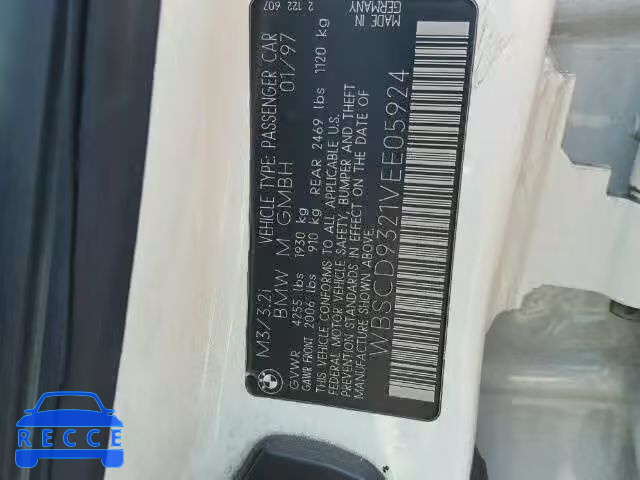 M3/3.2i VEHICLE TYPE: PASSENGER CAR 2 122 607
BMW M GMBH 01/97
GVWR 4255 lbs 1930 kg
GAWR FRONT 2006 lbs 910 kg REAR 2469 lbs 1120 kg
THIS VEHICLE CONFORMS TO ALL APPLICABLE U.S.
FEDERAL MOTOR VEHICLE SAFETY, BUMPER AND THEFT
PREVENTION STANDARDS IN EFFECT ON THE DATE OF
MANUFACTURE SHOWN ABOVE.
MADE IN
GERMANY
WBSCD9321VEE05924
RECCE